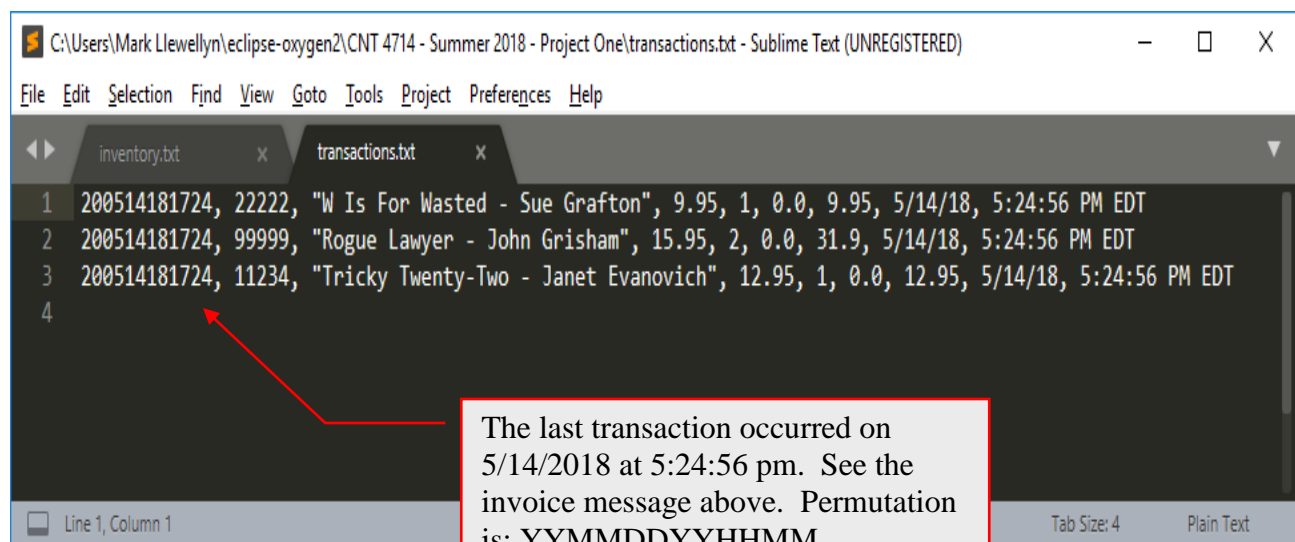 C:\Users\Mark Llewellyn\eclipse-oxygen2\CNT 4714 - Summer 2018 - Project One\transactions.txt - Sublime Text (UNREGISTERED)
File Edit Selection Find View Goto Tools Project Preferences Help
inventory.txt transactions.txt
1 200514181724, 22222, "W Is For Wasted - Sue Grafton", 9.95, 1, 0.0, 9.95, 5/14/18, 5:24:56 PM EDT
2 200514181724, 99999, "Rogue Lawyer - John Grisham", 15.95, 2, 0.0, 31.9, 5/14/18, 5:24:56 PM EDT
3 200514181724, 11234, "Tricky Twenty-Two - Janet Evanovich", 12.95, 1, 0.0, 12.95, 5/14/18, 5:24:56 PM EDT
4
The last transaction occurred on
5/14/2018 at 5:24:56 pm. See the
invoice message above. Permutation
is: YYMMDDYYHHMM
Line 1, Column 1 Tab Size: 4 Plain Text